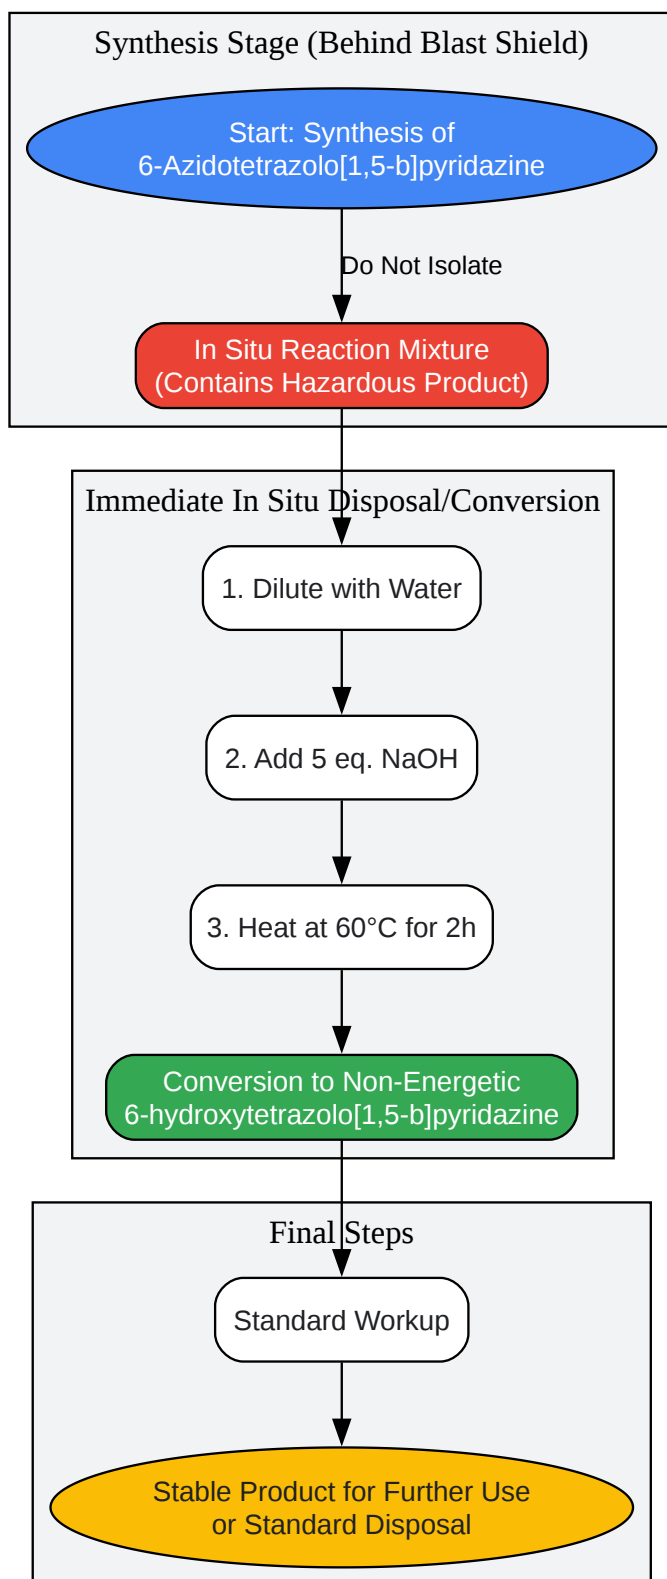 Synthesis Stage (Behind Blast Shield)
Start: Synthesis of
6-Azidotetrazolo[1,5-b]pyridazine
Do Not Isolate
In Situ Reaction Mixture
(Contains Hazardous Product)
Immediate In Situ Disposal/Conversion
1. Dilute with Water
2. Add 5 eq. NaOH
3. Heat at 60°C for 2h
Conversion to Non-Energetic
6-hydroxytetrazolo[1,5-b]pyridazine
Final Steps
Standard Workup
Stable Product for Further Use
or Standard Disposal